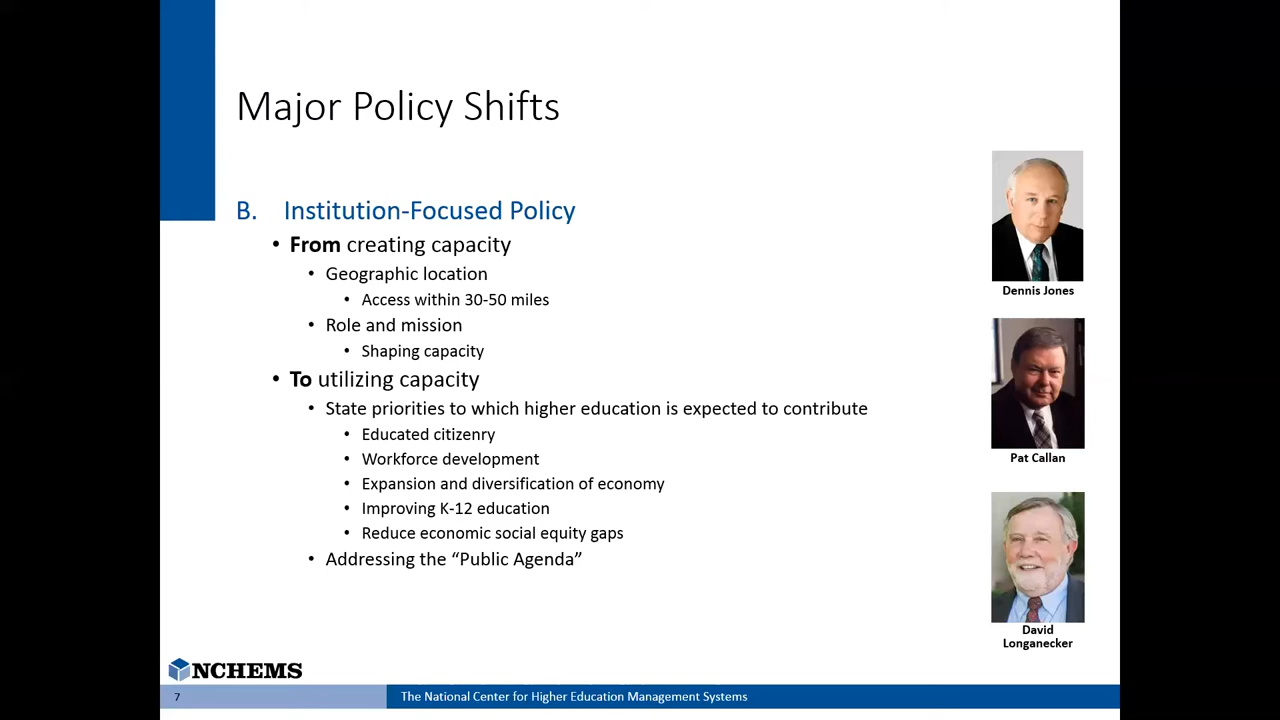 Major Policy Shifts
B. Institution-Focused Policy
• From creating capacity
• Geographic location
• Access within 30-50 miles
• Role and mission
• Shaping capacity
• To utilizing capacity
• State priorities to which higher education is expected to contribute
• Educated citizenry
• Workforce development
• Expansion and diversification of economy
• Improving K-12 education
• Reduce economic social equity gaps
• Addressing the “Public Agenda”
Dennis Jones
Pat Callan
David
Longanecker
NCHEMS
7
The National Center for Higher Education Management Systems